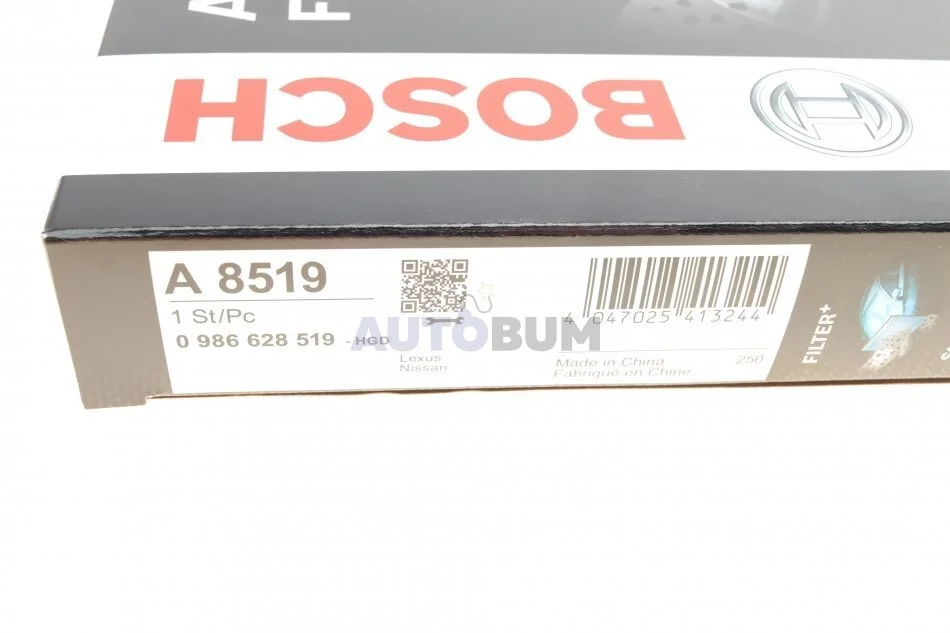 A
F
BOSCH
A 8519
1 St/Pc
0 986 628 519 - HGD
Lexus
Nissan
4 047025 413244
Made in China
Fabriqué en Chine
250
FILTER+
AUTOBUM